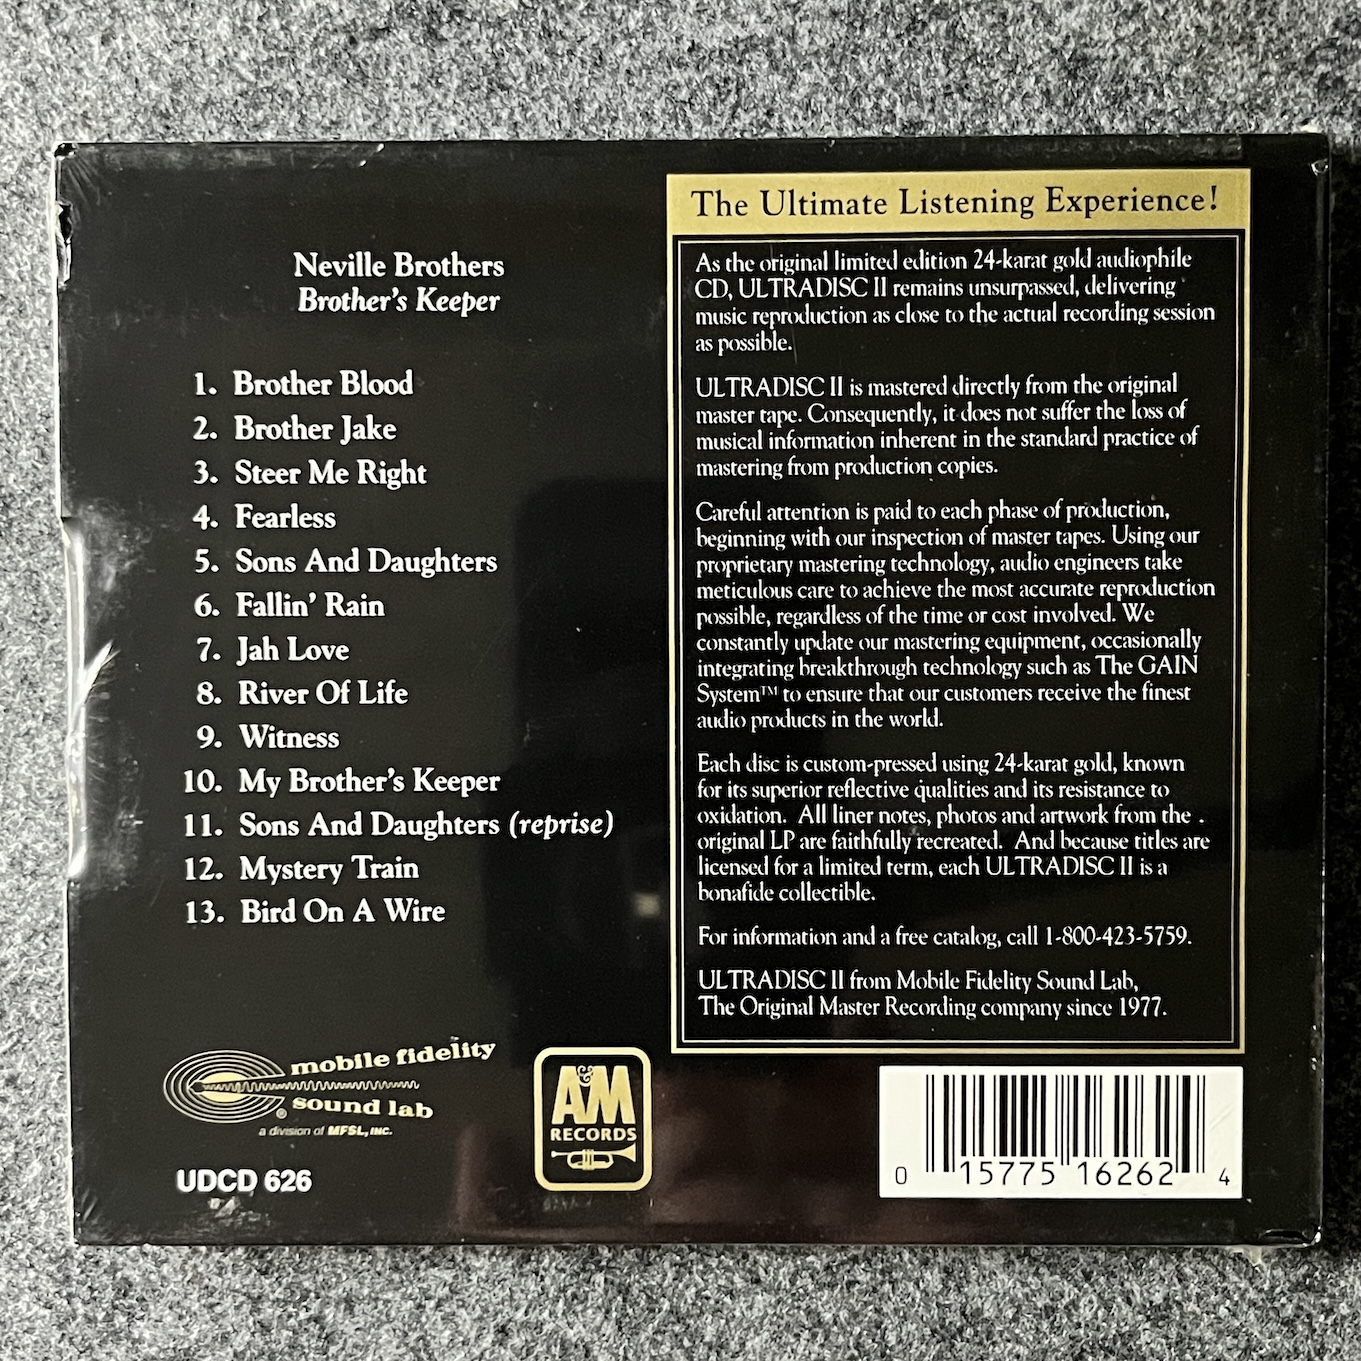 Neville Brothers
Brother's Keeper
1. Brother Blood
2. Brother Jake
3. Steer Me Right
4. Fearless
5. Sons And Daughters
6. Fallin' Rain
7. Jah Love
8. River Of Life
9. Witness
10. My Brother's Keeper
11. Sons And Daughters (reprise)
12. Mystery Train
13. Bird On A Wire
mobile fidelity
sound lab
®
a division of MFSL, INC.
UDCD 626
A&M
RECORDS
The Ultimate Listening Experience!
As the original limited edition 24-karat gold audiophile
CD, ULTRADISC II remains unsurpassed, delivering
music reproduction as close to the actual recording session
as possible.
ULTRADISC II is mastered directly from the original
master tape. Consequently, it does not suffer the loss of
musical information inherent in the standard practice of
mastering from production copies.
Careful attention is paid to each phase of production,
beginning with our inspection of master tapes. Using our
proprietary mastering technology, audio engineers take
meticulous care to achieve the most accurate reproduction
possible, regardless of the time or cost involved. We
constantly update our mastering equipment, occasionally
integrating breakthrough technology such as The GAIN
System™ to ensure that our customers receive the finest
audio products in the world.
Each disc is custom-pressed using 24-karat gold, known
for its superior reflective qualities and its resistance to
oxidation. All liner notes, photos and artwork from the
original LP are faithfully recreated. And because titles are
licensed for a limited term, each ULTRADISC II is a
bonafide collectible.
For information and a free catalog, call 1-800-423-5759.
ULTRADISC II from Mobile Fidelity Sound Lab,
The Original Master Recording company since 1977.
0 15775 16262 4